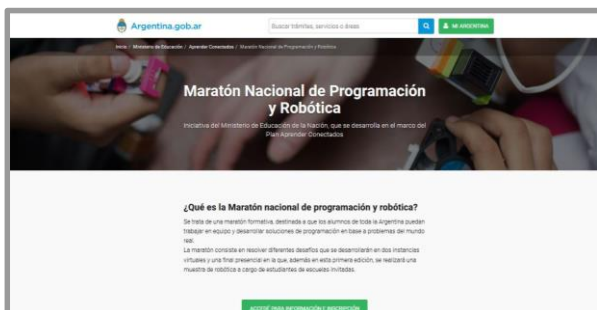 Argentina.gob.ar
Buscar trámites, servicios o áreas
MI ARGENTINA
Inicio / Ministerio de Educación / Aprender Conectados / Maratón Nacional de Programación y Robótica
Maratón Nacional de Programación
y Robótica
Iniciativa del Ministerio de Educación de la Nación, que se desarrolla en el marco del
Plan Aprender Conectados
¿Qué es la Maratón nacional de programación y robótica?
Se trata de una maratón formativa, destinada a que los alumnos de toda la Argentina puedan
trabajar en equipo y desarrollar soluciones de programación en base a problemas del mundo
real.
La maratón consiste en resolver diferentes desafíos que se desarrollarán en dos instancias
virtuales y una final presencial en la que, además en esta primera edición, se realizará una
muestra de robótica a cargo de estudiantes de escuelas invitadas.
ACCEDÉ PARA INFORMACIÓN E INSCRIPCIÓN